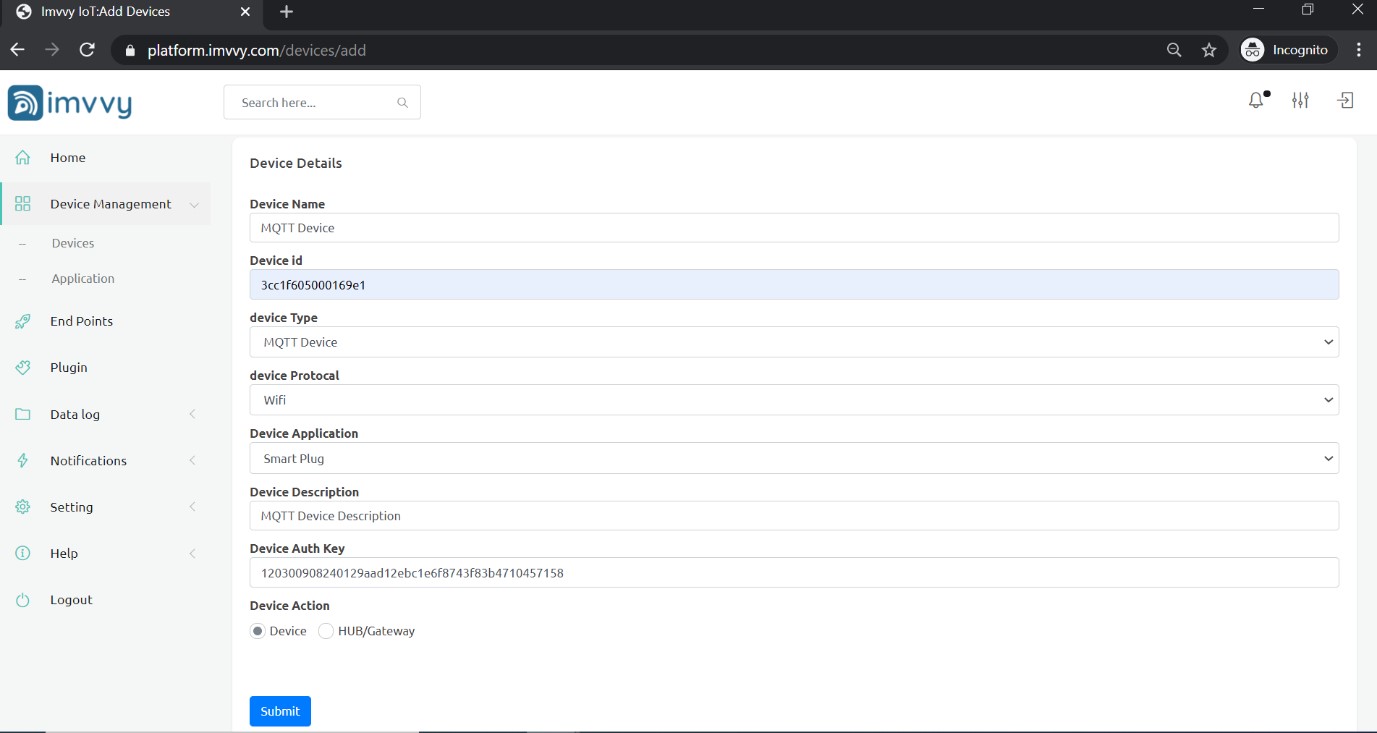 Imvvy IoT:Add Devices
platform.imvvy.com/devices/add
Incognito
imvvy
Search here...
Home
Device Management
Devices
Application
End Points
Plugin
Data log
Notifications
Setting
Help
Logout
Device Details
Device Name
MQTT Device
Device id
3cc1f605000169e1
device Type
MQTT Device
device Protocal
Wifi
Device Application
Smart Plug
Device Description
MQTT Device Description
Device Auth Key
120300908240129aad12ebc1e6f8743f83b4710457158
Device Action
Device HUB/Gateway
Submit